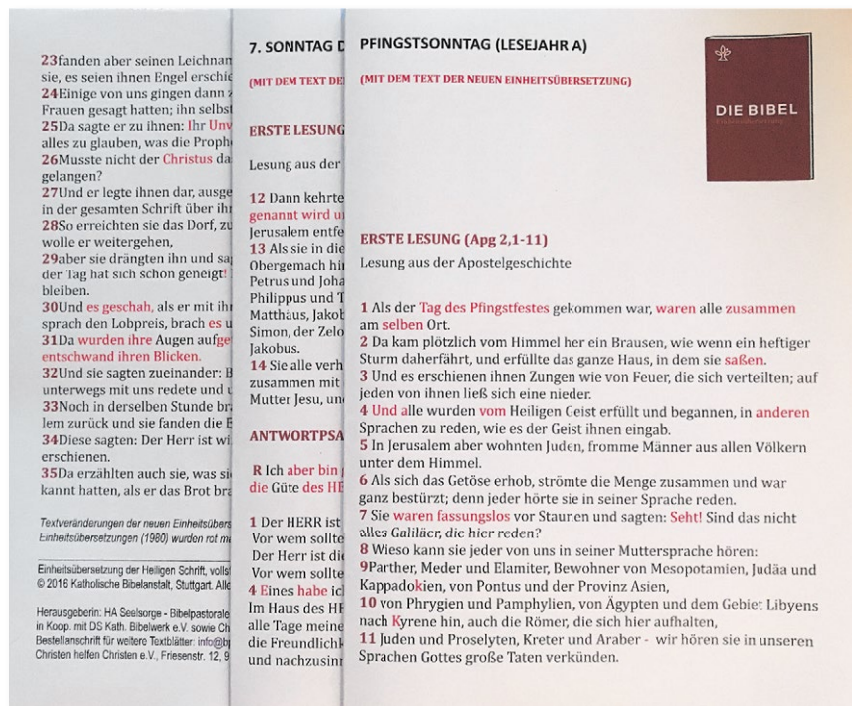 23fanden aber seinen Leichnam
sie, es seien ihnen Engel erschie
24Einige von uns gingen dann z
Frauen gesagt hatten; ihn selbst
25Da sagte er zu ihnen: Ihr Unv
alles zu glauben, was die Proph
26Musste nicht der Christus da
gelangen?
27Und er legte ihnen dar, ausge
in der gesamten Schrift über ihn
28So erreichten sie das Dorf, zu
wolle er weitergehen,
29aber sie drängten ihn und sag
der Tag hat sich schon geneigt!
bleiben.
30Und es geschah, als er mit ihn
sprach den Lobpreis, brach es u
31Da wurden ihre Augen aufge
entschwand ihren Blicken.
32Und sie sagten zueinander: B
unterwegs mit uns redete und u
33Noch in derselben Stunde bra
lem zurück und sie fanden die E
34Diese sagten: Der Herr ist wi
erschienen.
35Da erzählten auch sie, was si
kannt hatten, als er das Brot bra
Textveränderungen der neuen Einheitsübers
Einheitsübersetzungen (1980) wurden rot m
Einheitsübersetzung der Heiligen Schrift, vollst
© 2016 Katholische Bibelanstalt, Stuttgart. Alle
Herausgeberin: HA Seelsorge - Bibelpastorale
in Koop. mit DS Kath. Bibelwerk e.V. sowie Ch
Bestellanschrift für weitere Textblätter: info@b
Christen helfen Christen e.V., Friesenstr. 12, 9
7. SONNTAG D
(MIT DEM TEXT DE
ERSTE LESUNG
Lesung aus der
12 Dann kehrte
genannt wird u
Jerusalem entfe
13 Als sie in die
Obergemach hi
Petrus und Joha
Philippus und T
Matthäus, Jakob
Simon, der Zelo
Jakobus.
14 Sie alle verh
zusammen mit
Mutter Jesu, un
ANTWORTPSA
R Ich aber bin
die Güte des HE
1 Der HERR ist
Vor wem sollte
Der Herr ist die
Vor wem sollte
4 Eines habe ich
Im Haus des HE
alle Tage meine
die Freundlichk
und nachzusinn
PFINGSTSONNTAG (LESEJAHR A)
(MIT DEM TEXT DER NEUEN EINHEITSÜBERSETZUNG)
DIE BIBEL
ERSTE LESUNG (Apg 2,1-11)
Lesung aus der Apostelgeschichte
1 Als der Tag des Pfingstfestes gekommen war, waren alle zusammen
am selben Ort.
2 Da kam plötzlich vom Himmel her ein Brausen, wie wenn ein heftiger
Sturm daherfährt, und erfüllte das ganze Haus, in dem sie saßen.
3 Und es erschienen ihnen Zungen wie von Feuer, die sich verteilten; auf
jeden von ihnen ließ sich eine nieder.
4 Und alle wurden vom Heiligen Geist erfüllt und begannen, in anderen
Sprachen zu reden, wie es der Geist ihnen eingab.
5 In Jerusalem aber wohnten Juden, fromme Männer aus allen Völkern
unter dem Himmel.
6 Als sich das Getöse erhob, strömte die Menge zusammen und war
ganz bestürzt; denn jeder hörte sie in seiner Sprache reden.
7 Sie waren fassungslos vor Staunen und sagten: Seht! Sind das nicht
alles Galiläer, die hier reden?
8 Wieso kann sie jeder von uns in seiner Muttersprache hören:
9Parther, Meder und Elamiter, Bewohner von Mesopotamien, Judäa und
Kappadokien, von Pontus und der Provinz Asien,
10 von Phrygien und Pamphylien, von Ägypten und dem Gebiet Libyens
nach Kyrene hin, auch die Römer, die sich hier aufhalten,
11 Juden und Proselyten, Kreter und Araber - wir hören sie in unseren
Sprachen Gottes große Taten verkünden.